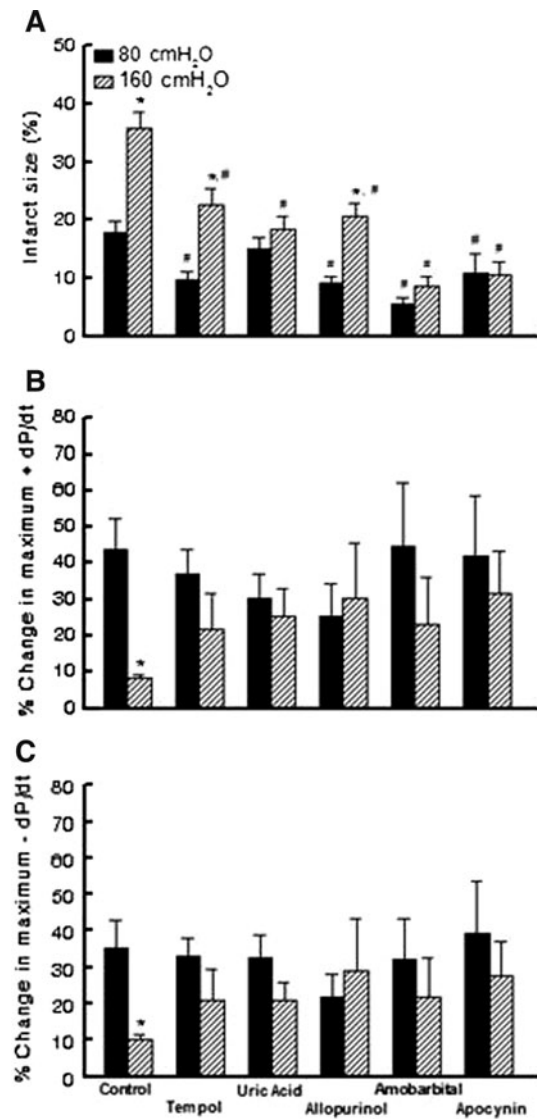 A
50
40
30
20
10
0
Infarct size (%)
80 cmH2O
160 cmH2O
*
#
*,#
#
#
*,#
#
*
#
#
B
80
70
60
50
40
30
20
10
0
% Change in maximum + dP/dt
*
C
80
70
60
50
40
30
20
10
0
% Change in maximum - dP/dt
*
Control
Tempol
Uric Acid
Allopurinol
Amobarbital
Apocynin